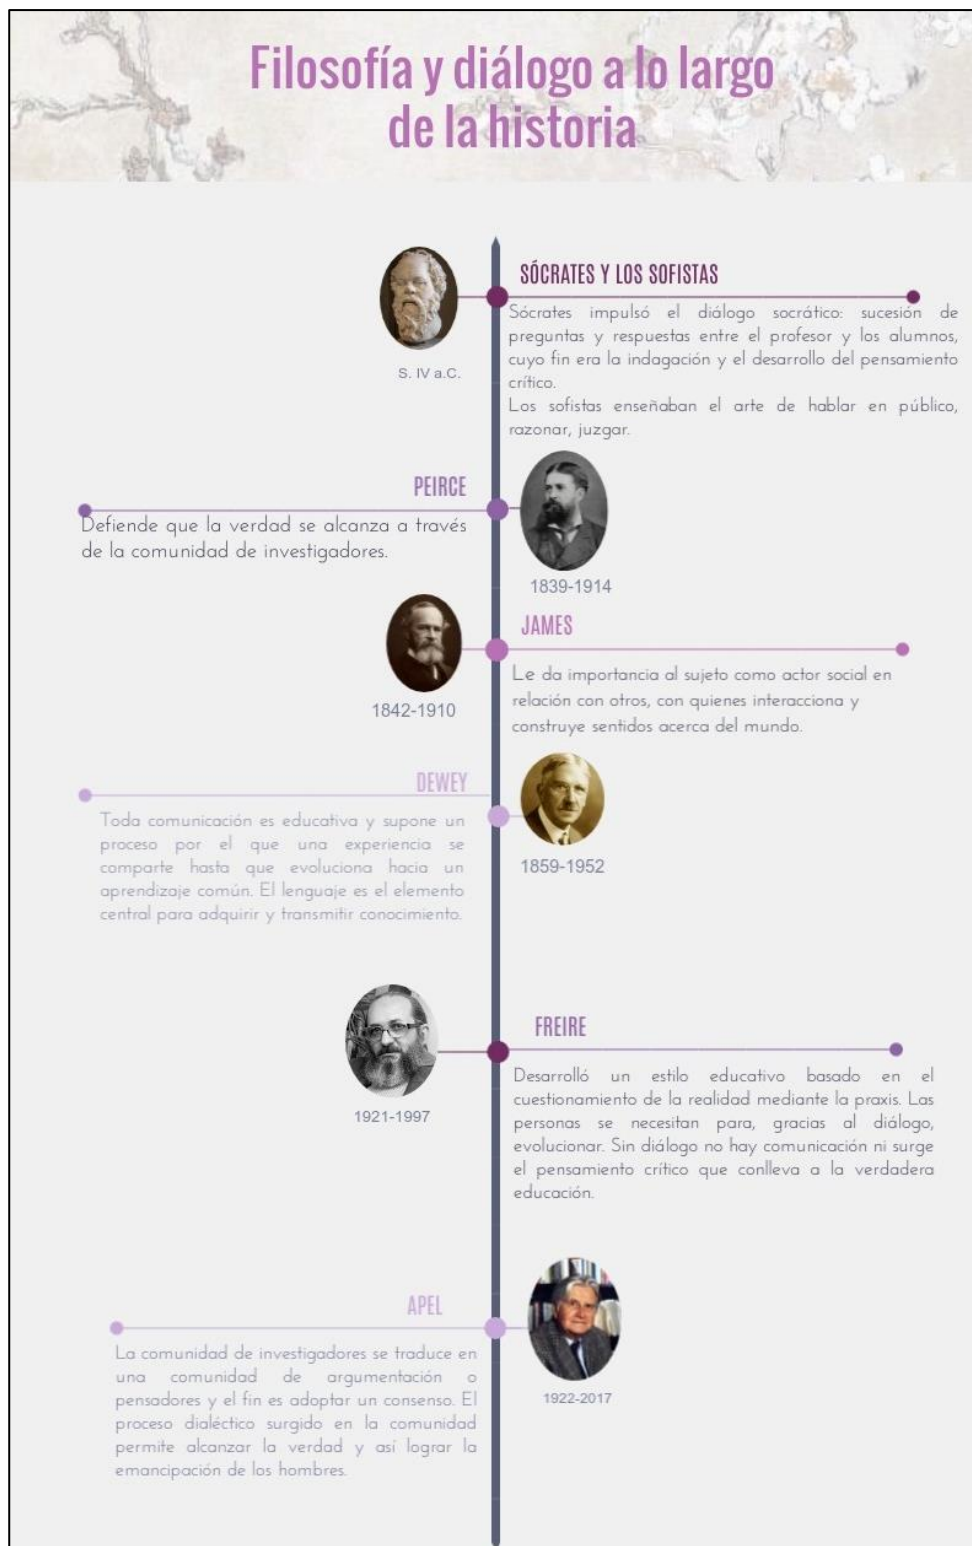 Filosofía y diálogo a lo largo
de la historia
SÓCRATES Y LOS SOFISTAS
Sócrates impulsó el diálogo socrático: sucesión de
preguntas y respuestas entre el profesor y los alumnos,
cuyo fin era la indagación y el desarrollo del pensamiento
crítico.
Los sofistas enseñaban el arte de hablar en público,
razonar, juzgar.
S. IV a.C.
PEIRCE
Defiende que la verdad se alcanza a través
de la comunidad de investigadores.
1839-1914
JAMES
Le da importancia al sujeto como actor social en
relación con otros, con quienes interacciona y
construye sentidos acerca del mundo.
1842-1910
DEWEY
Toda comunicación es educativa y supone un
proceso por el que una experiencia se
comparte hasta que evoluciona hacia un
aprendizaje común. El lenguaje es el elemento
central para adquirir y transmitir conocimiento.
1859-1952
FREIRE
Desarrolló un estilo educativo basado en el
cuestionamiento de la realidad mediante la praxis. Las
personas se necesitan para, gracias al diálogo,
evolucionar. Sin diálogo no hay comunicación ni surge
el pensamiento crítico que conlleva a la verdadera
educación.
1921-1997
APEL
La comunidad de investigadores se traduce en
una comunidad de argumentación o
pensadores y el fin es adoptar un consenso. El
proceso dialéctico surgido en la comunidad
permite alcanzar la verdad y así lograr la
emancipación de los hombres.
1922-2017